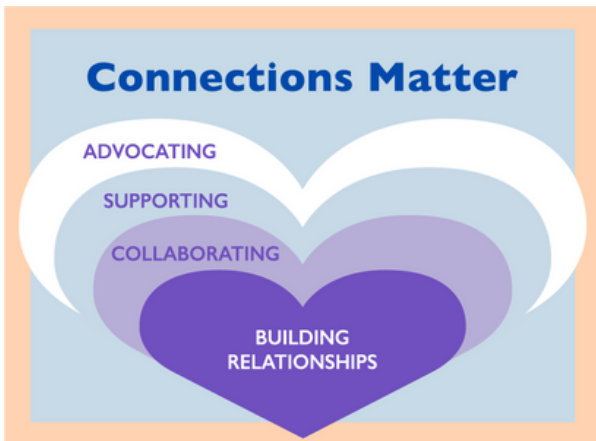 Connections Matter
ADVOCATING
SUPPORTING
COLLABORATING
BUILDING
RELATIONSHIPS